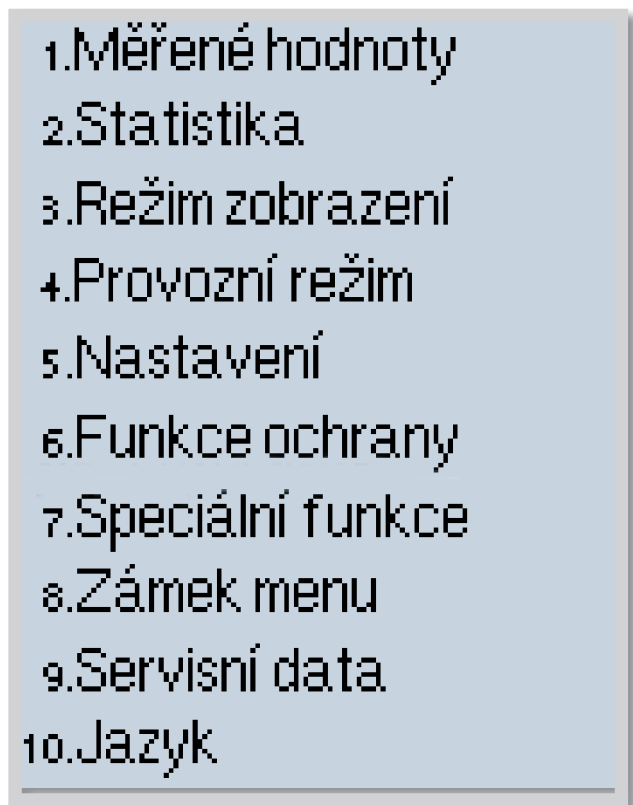 1.Měřené hodnoty
2.Statistika
3.Režim zobrazení
4.Provozní režim
5.Nastavení
6.Funkce ochrany
7.Speciální funkce
8.Zámek menu
9.Servisní data
10.Jazyk